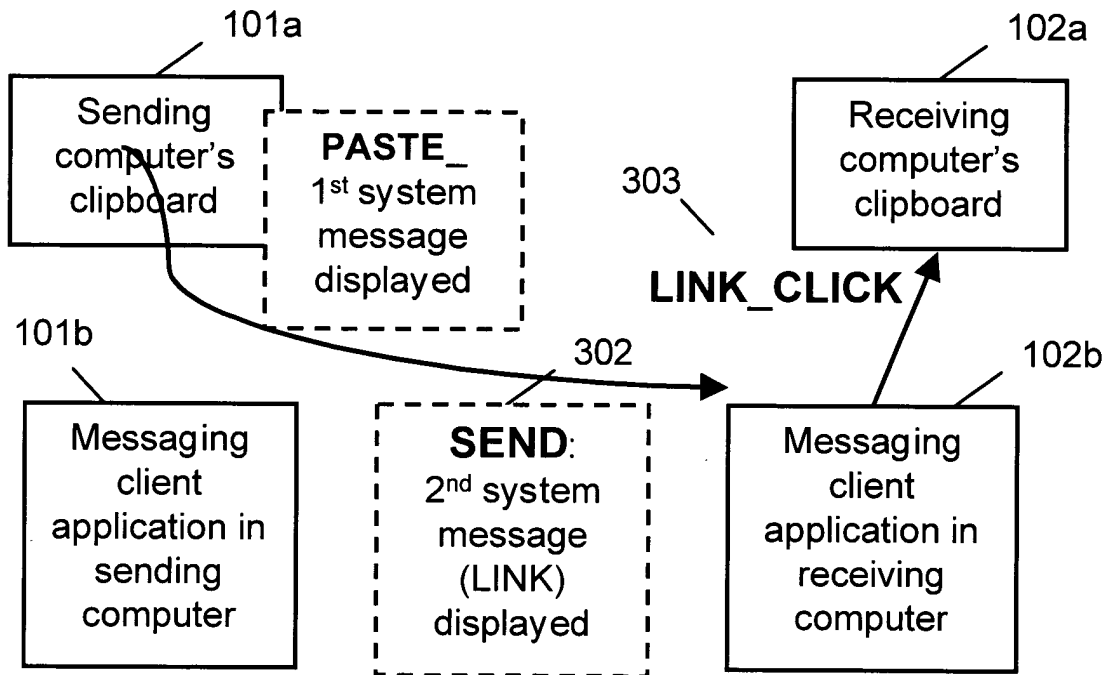 101a
Sending
computer's
clipboard
PASTE_
1st system
message
displayed
303
LINK_CLICK
102a
Receiving
computer's
clipboard
101b
Messaging
client
application in
sending
computer
302
SEND:
2nd system
message
(LINK)
displayed
102b
Messaging
client
application in
receiving
computer